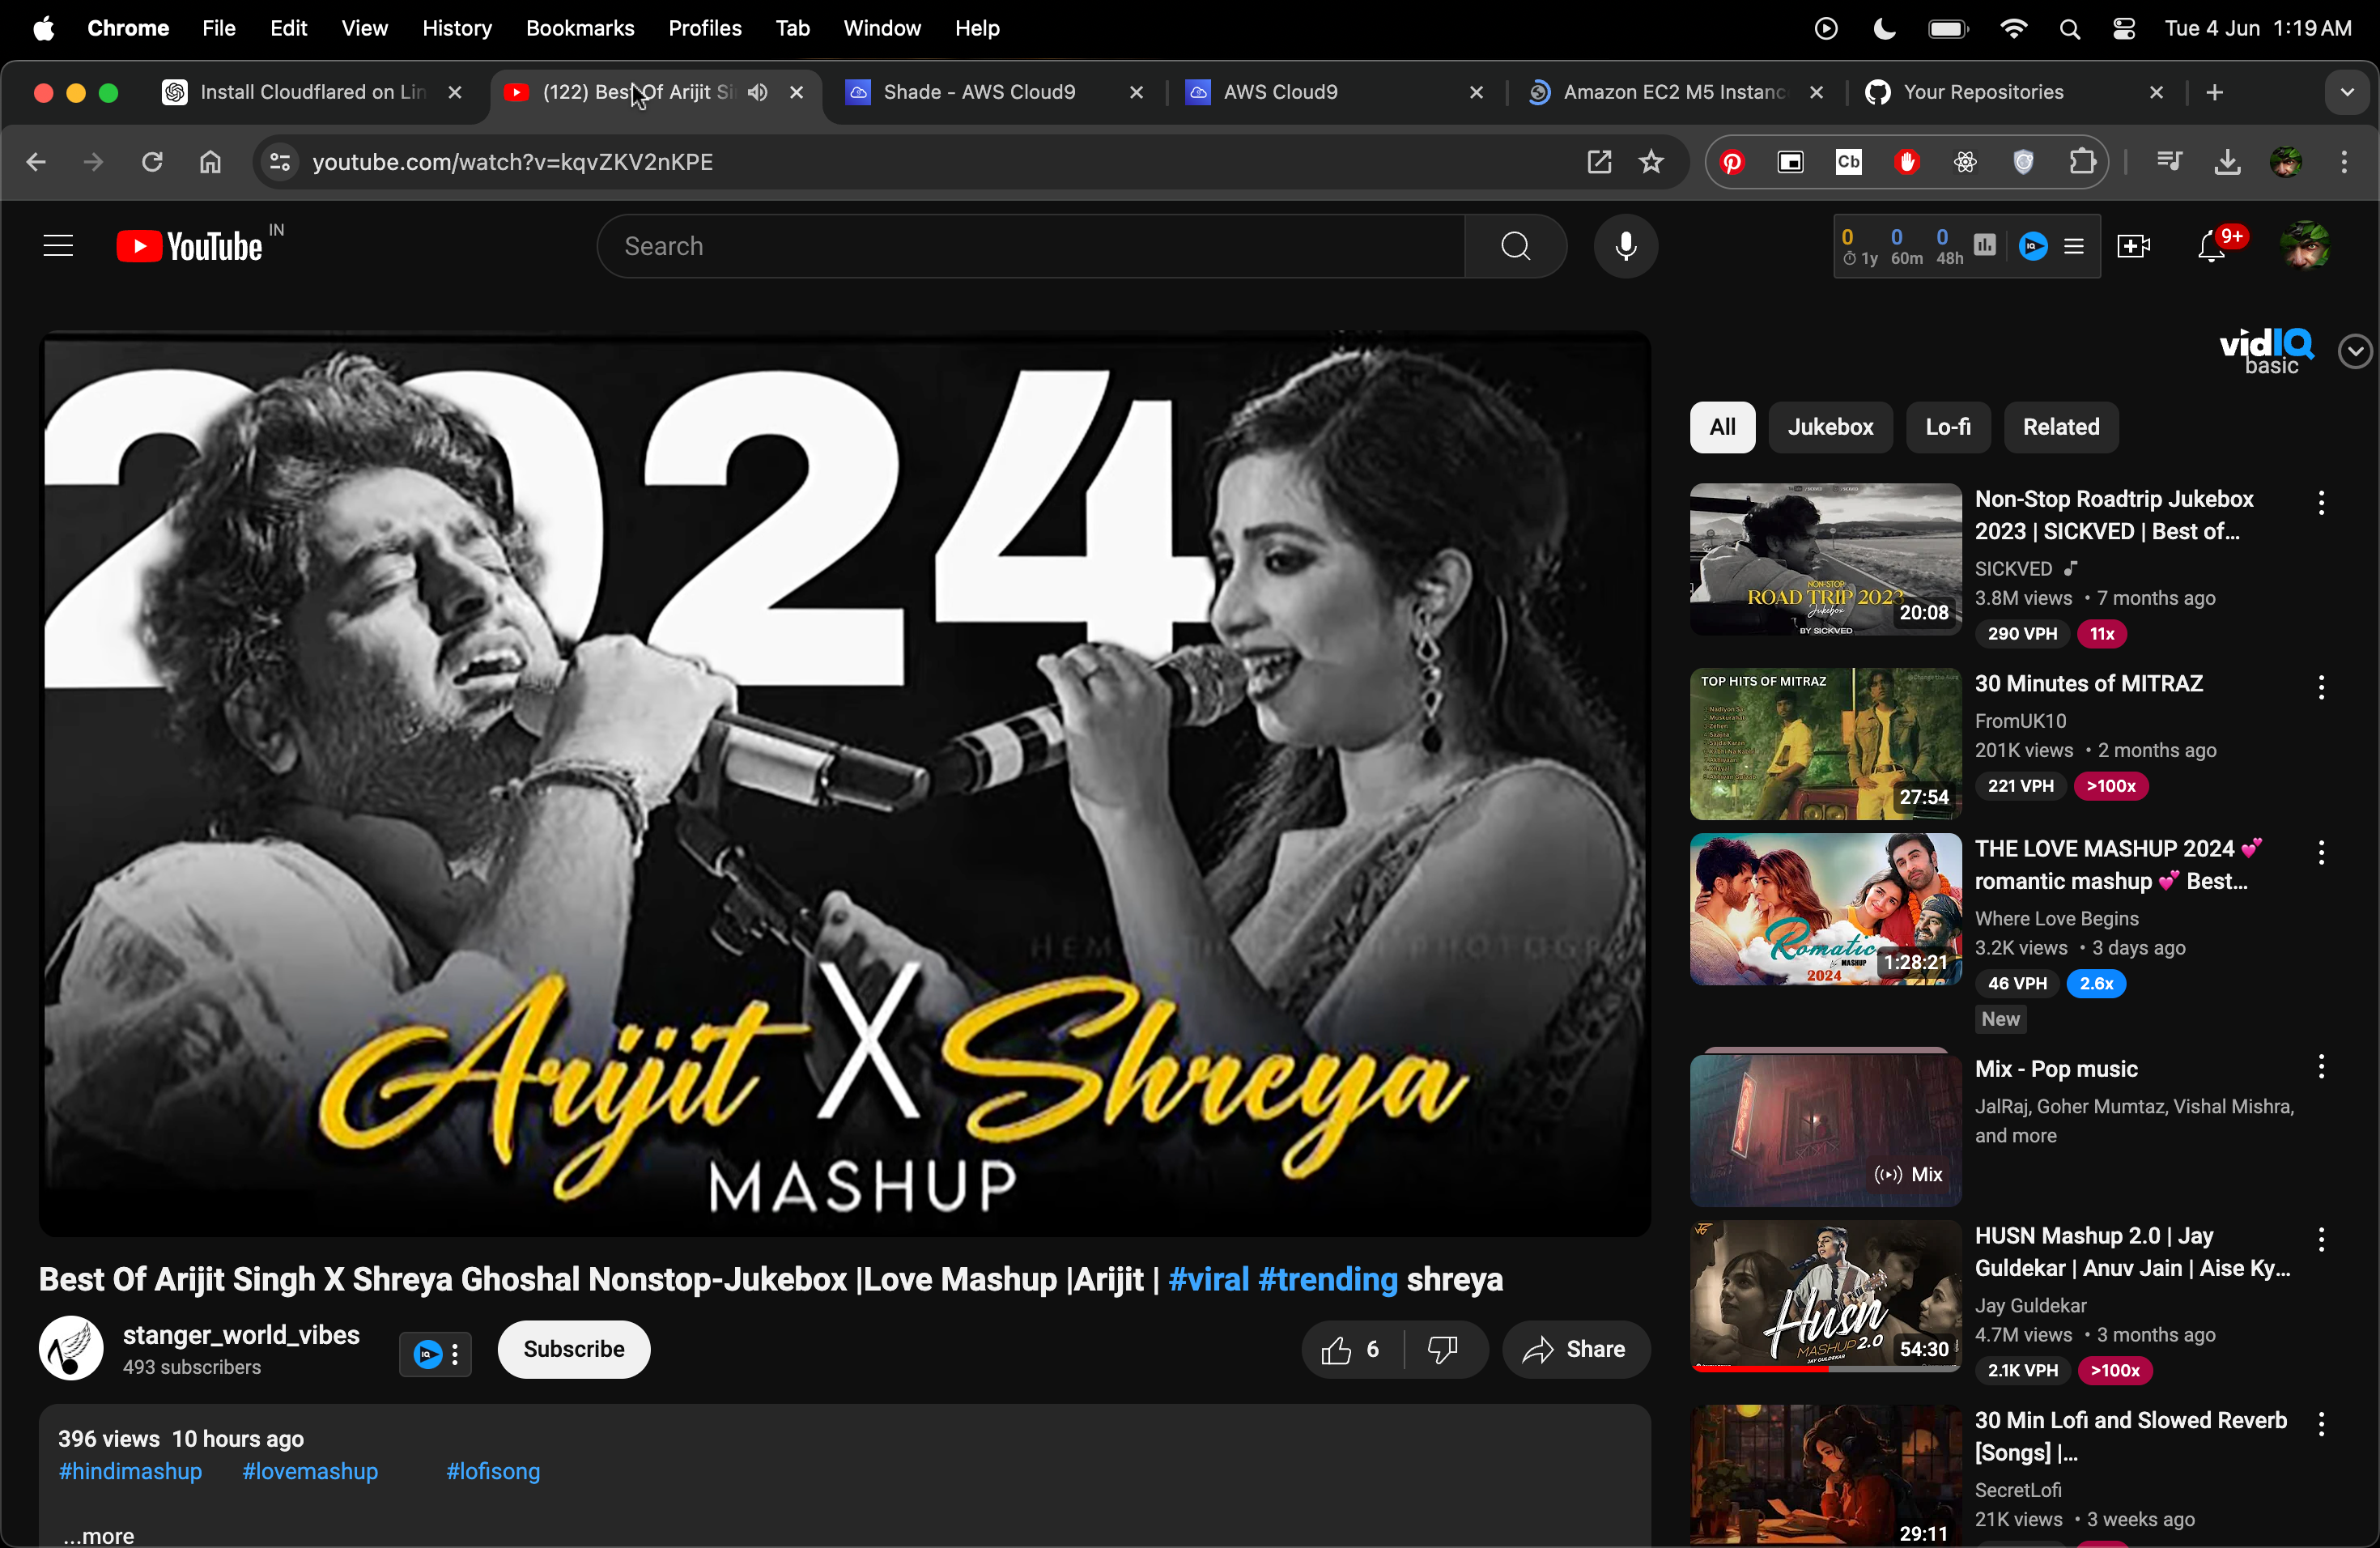 Chrome File Edit View History Bookmarks Profiles Tab Window Help Tue 4 Jun 1:19 AM
Install Cloudflared on Lin (122) Best Of Arijit Si Shade - AWS Cloud9 AWS Cloud9 Amazon EC2 M5 Instanc Your Repositories
youtube.com/watch?v=kqvZKV2nKPE Cb
YouTube IN Search 0 0 0 9+
1y 60m 48h
2024
Arijit X Shreya
MASHUP
Best Of Arijit Singh X Shreya Ghoshal Nonstop-Jukebox |Love Mashup |Arijit | #viral #trending shreya
stanger_world_vibes
493 subscribers
Subscribe 6 Share
396 views 10 hours ago
#hindimashup #lovemashup #lofisong
...more
vidIQ
basic
All Jukebox Lo-fi Related
NON-STOP
ROAD TRIP 2023
Jukebox
BY SICKVED
20:08
Non-Stop Roadtrip Jukebox
2023 | SICKVED | Best of...
SICKVED
3.8M views • 7 months ago
290 VPH 11x
TOP HITS OF MITRAZ
27:54
30 Minutes of MITRAZ
FromUK10
201K views • 2 months ago
221 VPH >100x
Romatic
MASHUP
2024
1:28:21
THE LOVE MASHUP 2024 💕
romantic mashup 💕 Best...
Where Love Begins
3.2K views • 3 days ago
46 VPH 2.6x
New
Mix
Mix - Pop music
JalRaj, Goher Mumtaz, Vishal Mishra,
and more
Husn
MASHUP 2.0
JAY GULDEKAR
54:30
HUSN Mashup 2.0 | Jay
Guldekar | Anuv Jain | Aise Ky...
Jay Guldekar
4.7M views • 3 months ago
2.1K VPH >100x
29:11
30 Min Lofi and Slowed Reverb
[Songs] |...
SecretLofi
21K views • 3 weeks ago